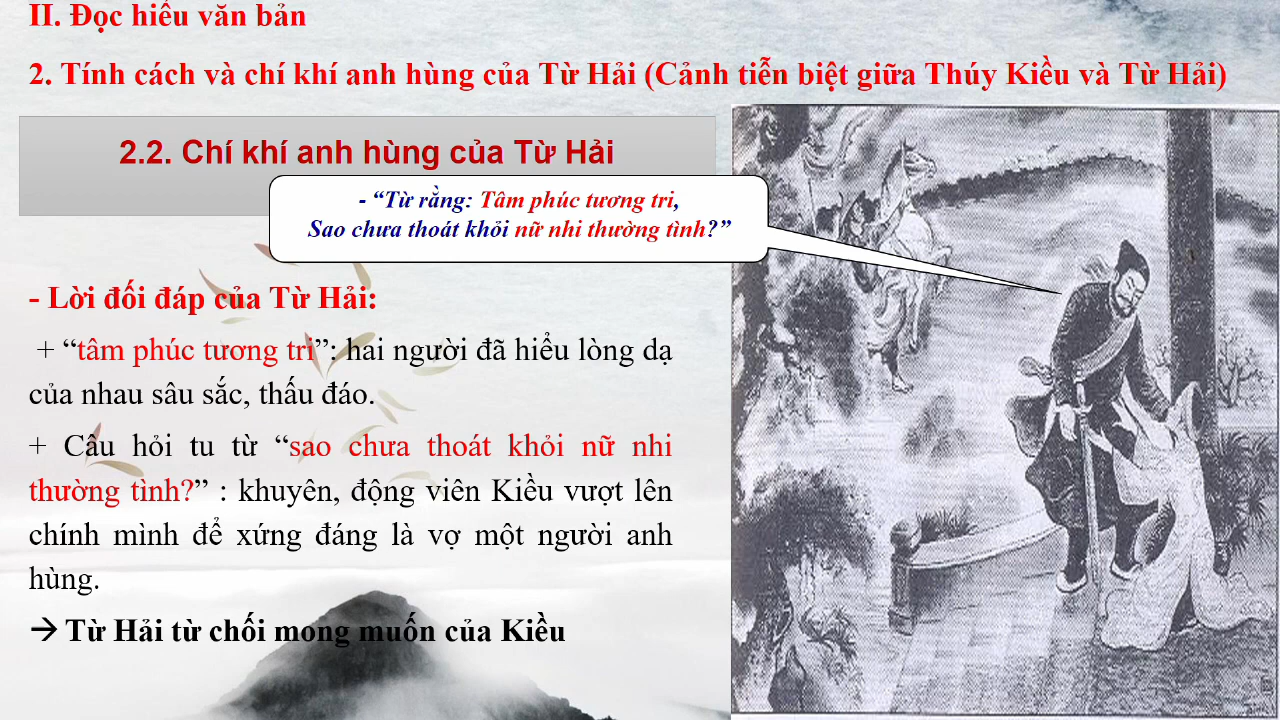 II. Đọc hiểu văn bản
2. Tính cách và chí khí anh hùng của Từ Hải (Cảnh tiễn biệt giữa Thúy Kiều và Từ Hải)
2.2. Chí khí anh hùng của Từ Hải
- “Từ rằng: Tâm phúc tương tri,
Sao chưa thoát khỏi nữ nhi thường tình?”
- Lời đối đáp của Từ Hải:
+ “tâm phúc tương tri”: hai người đã hiểu lòng dạ
của nhau sâu sắc, thấu đáo.
+ Câu hỏi tu từ “sao chưa thoát khỏi nữ nhi
thường tình?” : khuyên, động viên Kiều vượt lên
chính mình để xứng đáng là vợ một người anh
hùng.
→ Từ Hải từ chối mong muốn của Kiều